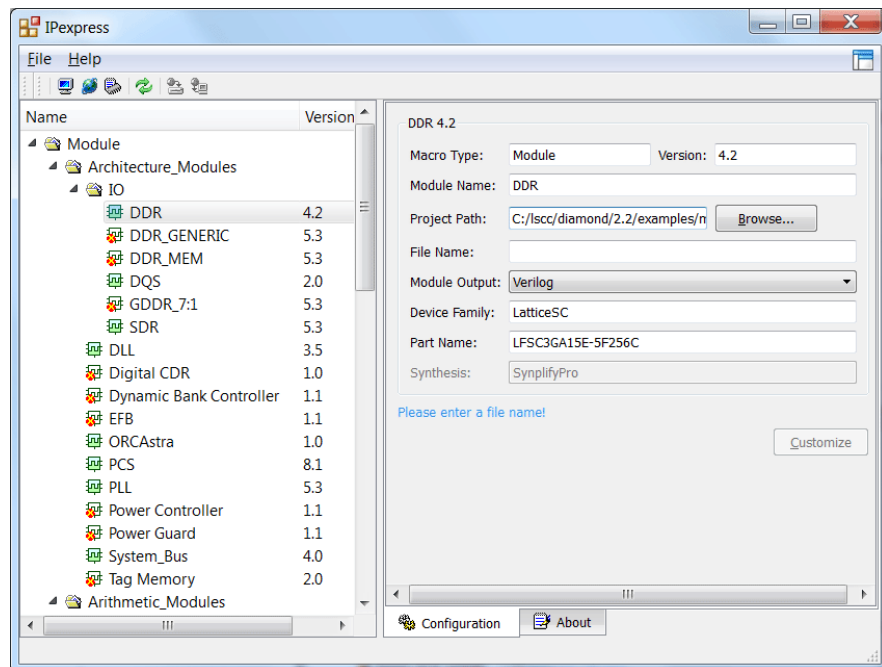 IPexpress
File Help
Name Version
Module
Architecture_Modules
IO
DDR 4.2
DDR_GENERIC 5.3
DDR_MEM 5.3
DQS 2.0
GDDR_7:1 5.3
SDR 5.3
DLL 3.5
Digital CDR 1.0
Dynamic Bank Controller 1.1
EFB 1.1
ORCAstra 1.0
PCS 8.1
PLL 5.3
Power Controller 1.1
Power Guard 1.1
System_Bus 4.0
Tag Memory 2.0
Arithmetic_Modules
DDR 4.2
Macro Type: Module Version: 4.2
Module Name: DDR
Project Path: C:/lscc/diamond/2.2/examples/n Browse...
File Name:
Module Output: Verilog
Device Family: LatticeSC
Part Name: LFSC3GA15E-5F256C
Synthesis: SynplifyPro
Please enter a file name!
Customize
Configuration About